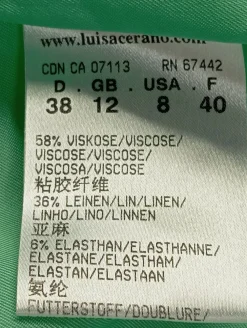 www.luisacerano.com
CDN CA 07113 RN 67442
D . GB . USA . F
38 12 8 40
58% VISKOSE/VISCOSE/
VISCOSE/VISCOSE/
VISCOSA/VISCOSE
粘胶纤维
36% LEINEN/LIN/LINEN/
LINHO/LINO/LINNEN
亚麻
6% ELASTHAN/ELASTHANNE/
ELASTANE/ELASTHAM/
ELASTAN/ELASTAAN
氨纶
FUTTERSTOFF/DOUBLURE/